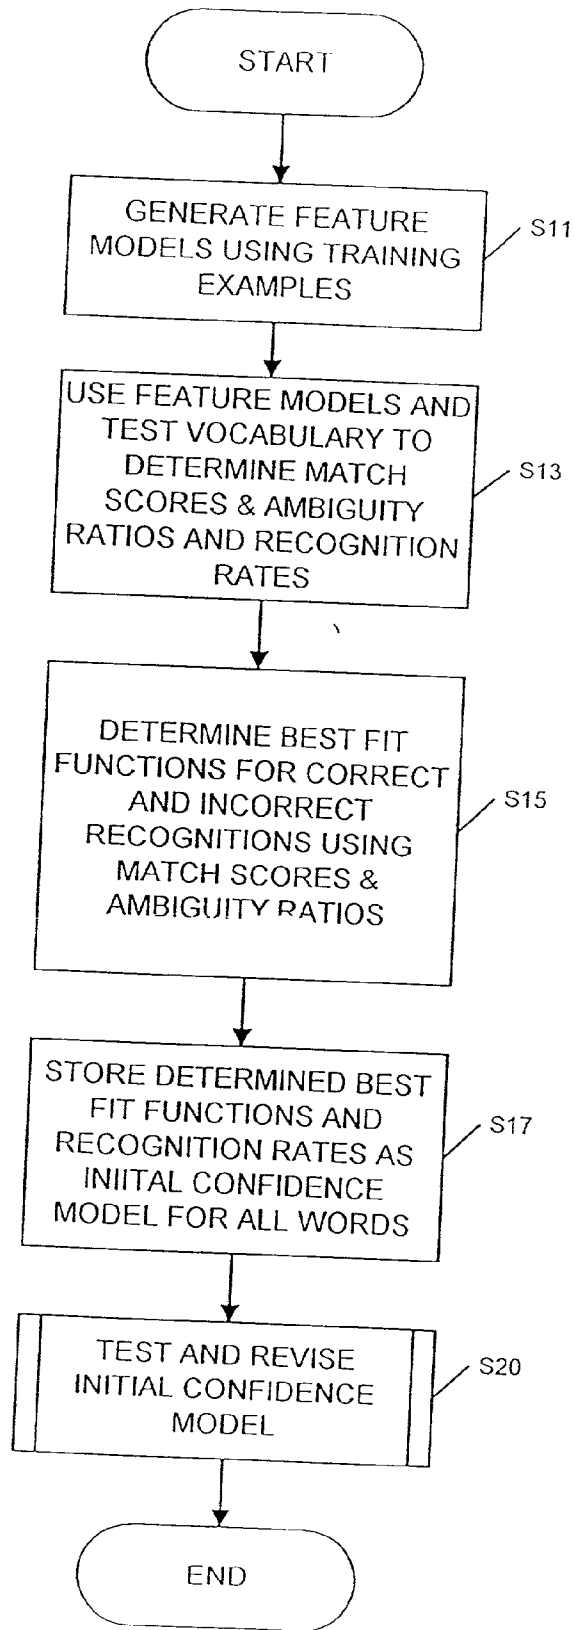 START
GENERATE FEATURE
MODELS USING TRAINING
EXAMPLES
S11
USE FEATURE MODELS AND
TEST VOCABULARY TO
DETERMINE MATCH
SCORES & AMBIGUITY
RATIOS AND RECOGNITION
RATES
S13
DETERMINE BEST FIT
FUNCTIONS FOR CORRECT
AND INCORRECT
RECOGNITIONS USING
MATCH SCORES &
AMBIGUITY RATIOS
S15
STORE DETERMINED BEST
FIT FUNCTIONS AND
RECOGNITION RATES AS
INIITAL CONFIDENCE
MODEL FOR ALL WORDS
S17
TEST AND REVISE
INITIAL CONFIDENCE
MODEL
S20
END